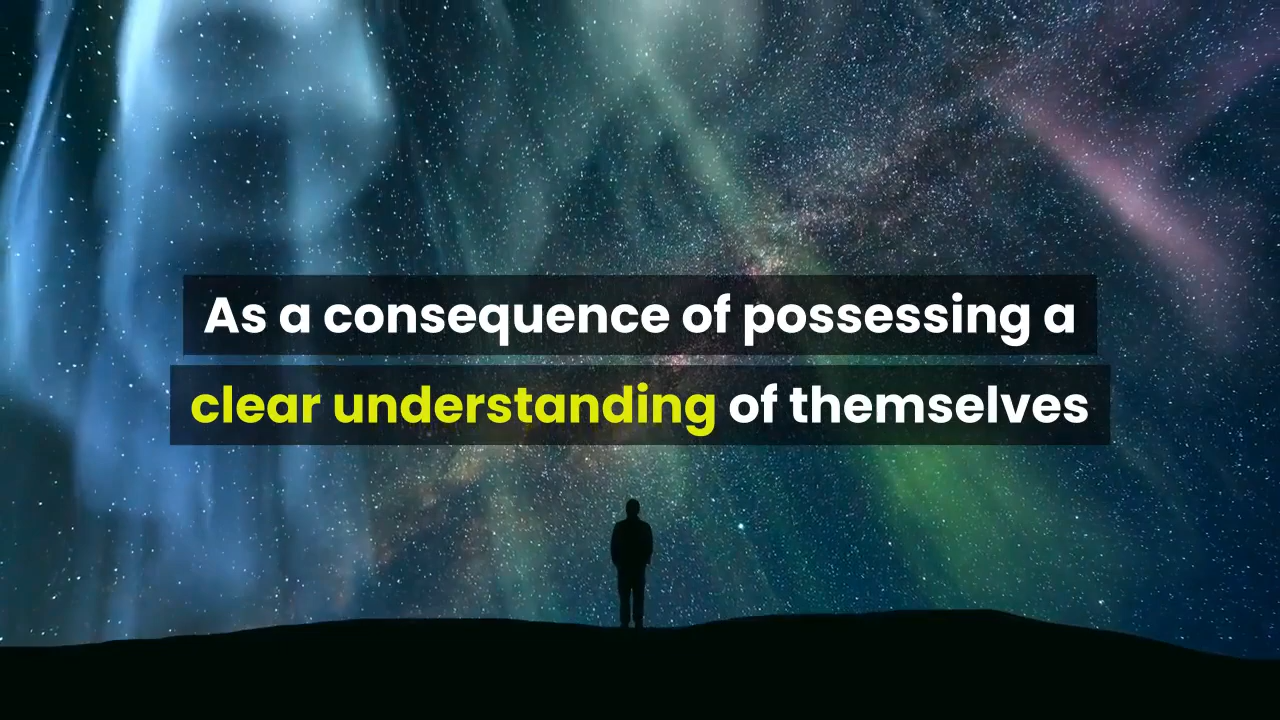 As a consequence of possessing a
clear understanding of themselves